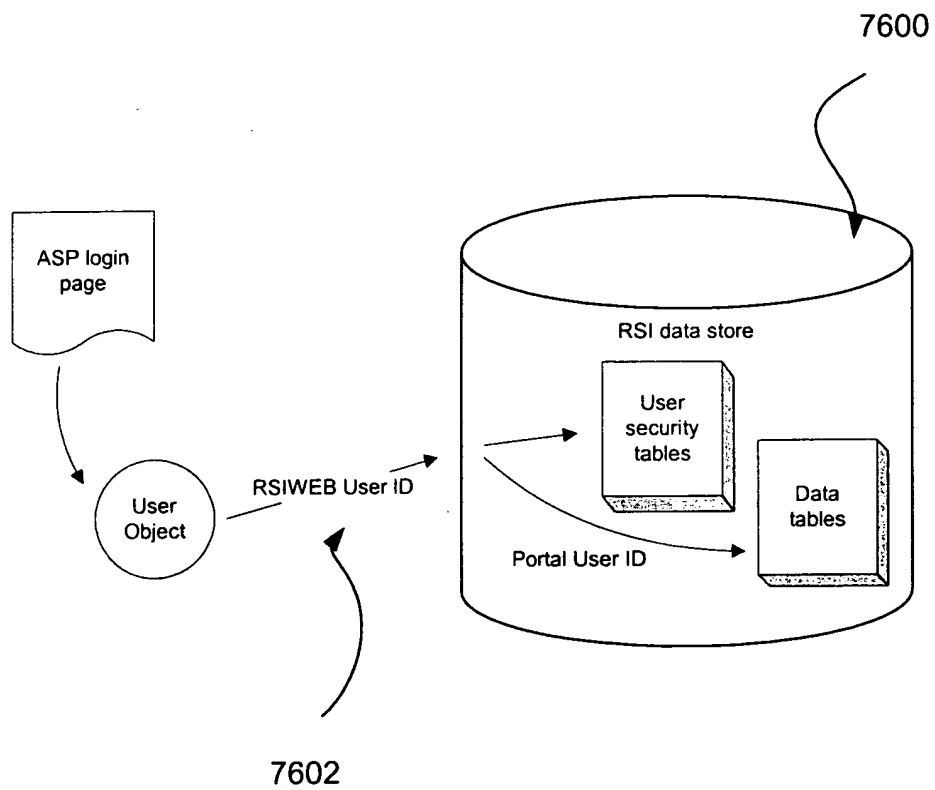 7600
ASP login
page
RSI data store
User
security
tables
RSIWEB User ID
User
Object
Data
tables
Portal User ID
7602